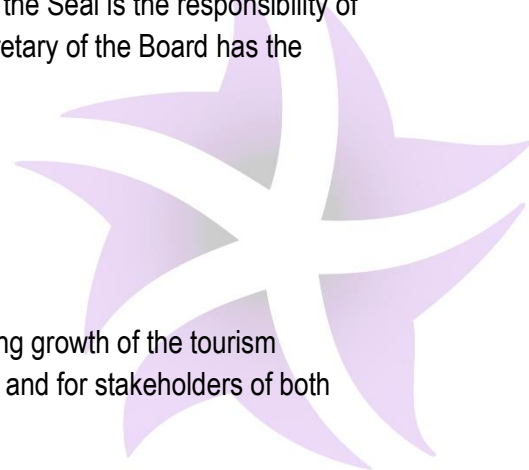 the Seal is the responsibility of
retary of the Board has the
ng growth of the tourism
and for stakeholders of both